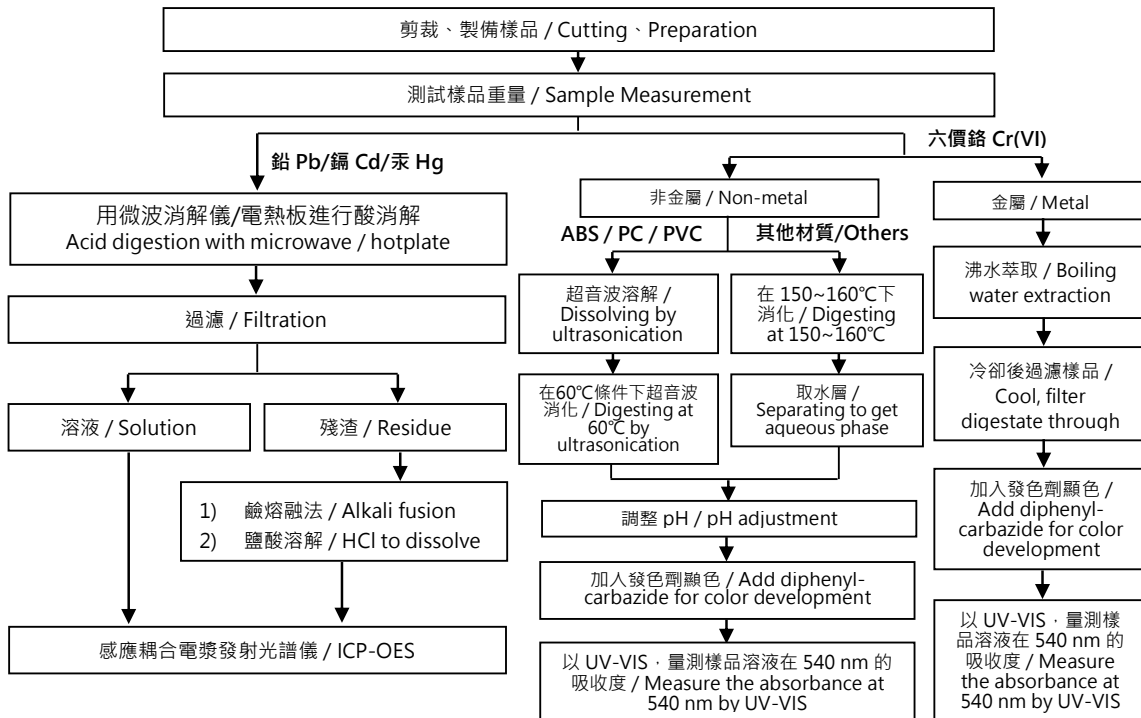 剪裁、製備樣品 / Cutting、Preparation
測試樣品重量 / Sample Measurement
鉛 Pb/鎘 Cd/汞 Hg
六價鉻 Cr(VI)
用微波消解儀/電熱板進行酸消解
Acid digestion with microwave / hotplate
過濾 / Filtration
溶液 / Solution
殘渣 / Residue
1) 鹼熔融法 / Alkali fusion
2) 鹽酸溶解 / HCl to dissolve
感應耦合電漿發射光譜儀 / ICP-OES
非金屬 / Non-metal
ABS / PC / PVC
其他材質/Others
超音波溶解 /
Dissolving by
ultrasonication
在60℃條件下超音波
消化 / Digesting at
60℃ by
ultrasonication
在 150~160℃下
消化 / Digesting
at 150~160℃
取水層 /
Separating to get
aqueous phase
調整 pH / pH adjustment
加入發色劑顯色 / Add diphenyl-
carbazide for color development
以 UV-VIS，量測樣品溶液在 540 nm 的
吸收度 / Measure the absorbance at
540 nm by UV-VIS
金屬 / Metal
沸水萃取 / Boiling
water extraction
冷卻後過濾樣品 /
Cool, filter
digestate through
加入發色劑顯色 /
Add diphenyl-
carbazide for color
development
以 UV-VIS，量測樣
品溶液在 540 nm 的
吸收度 / Measure
the absorbance at
540 nm by UV-VIS